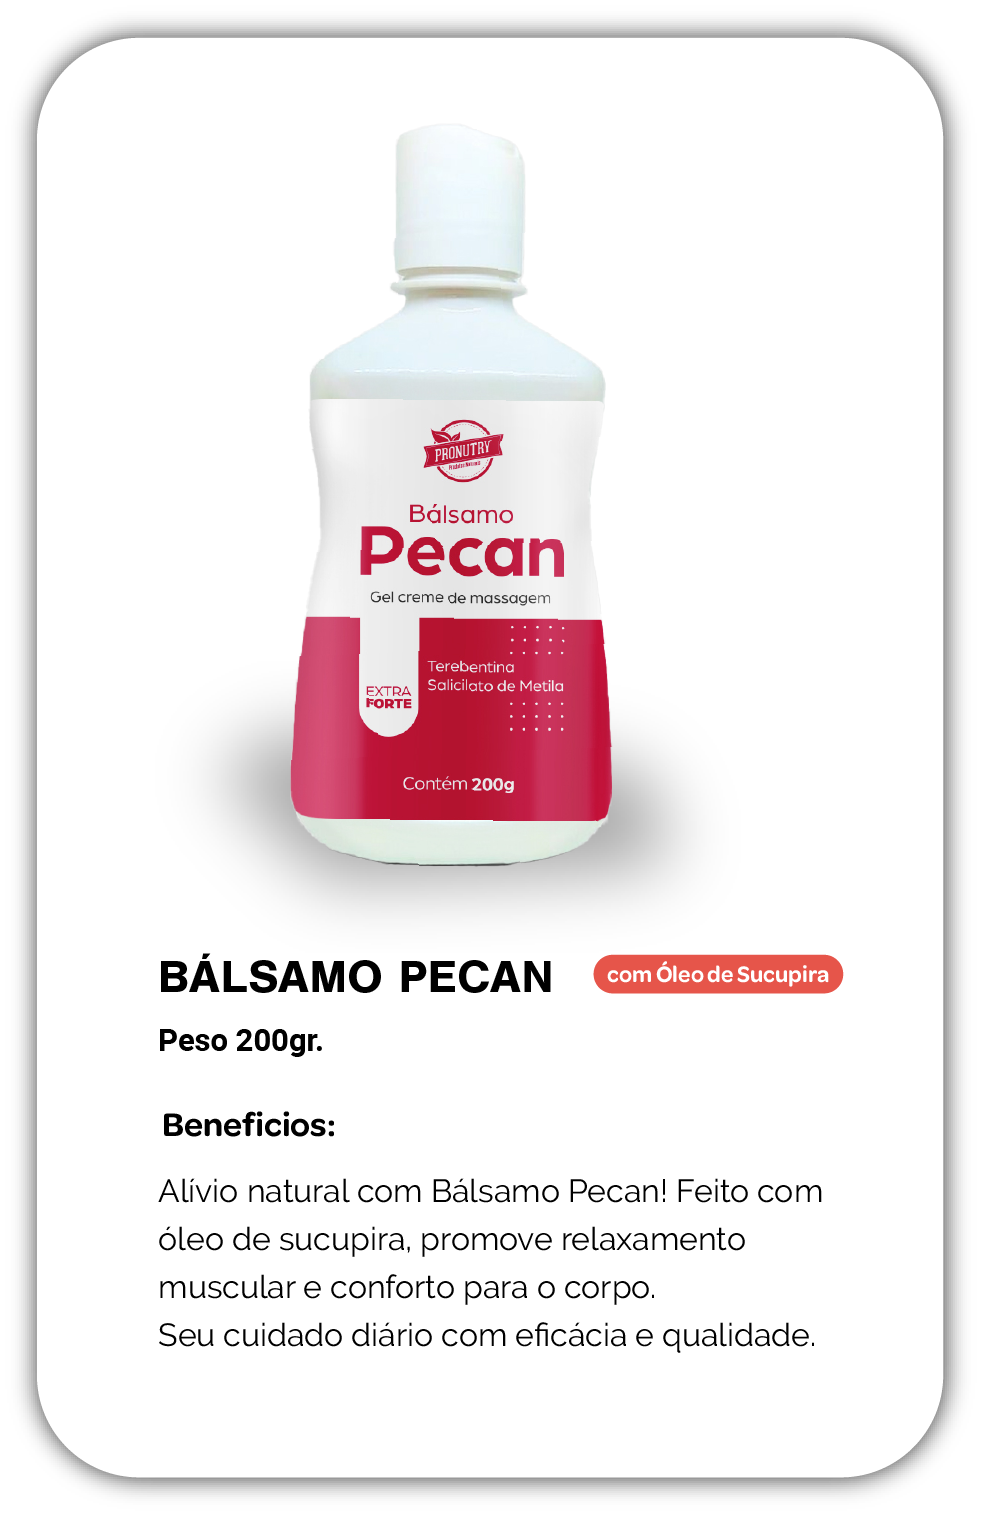 PRONUTRY
Produtos Naturais
Bálsamo
Pecan
Gel creme de massagem
Terebentina
Salicilato de Metila
EXTRA
FORTE
Contém 200g
BÁLSAMO PECAN
com Óleo de Sucupira
Peso 200gr.
Beneficios:
Alívio natural com Bálsamo Pecan! Feito com
óleo de sucupira, promove relaxamento
muscular e conforto para o corpo.
Seu cuidado diário com eficácia e qualidade.